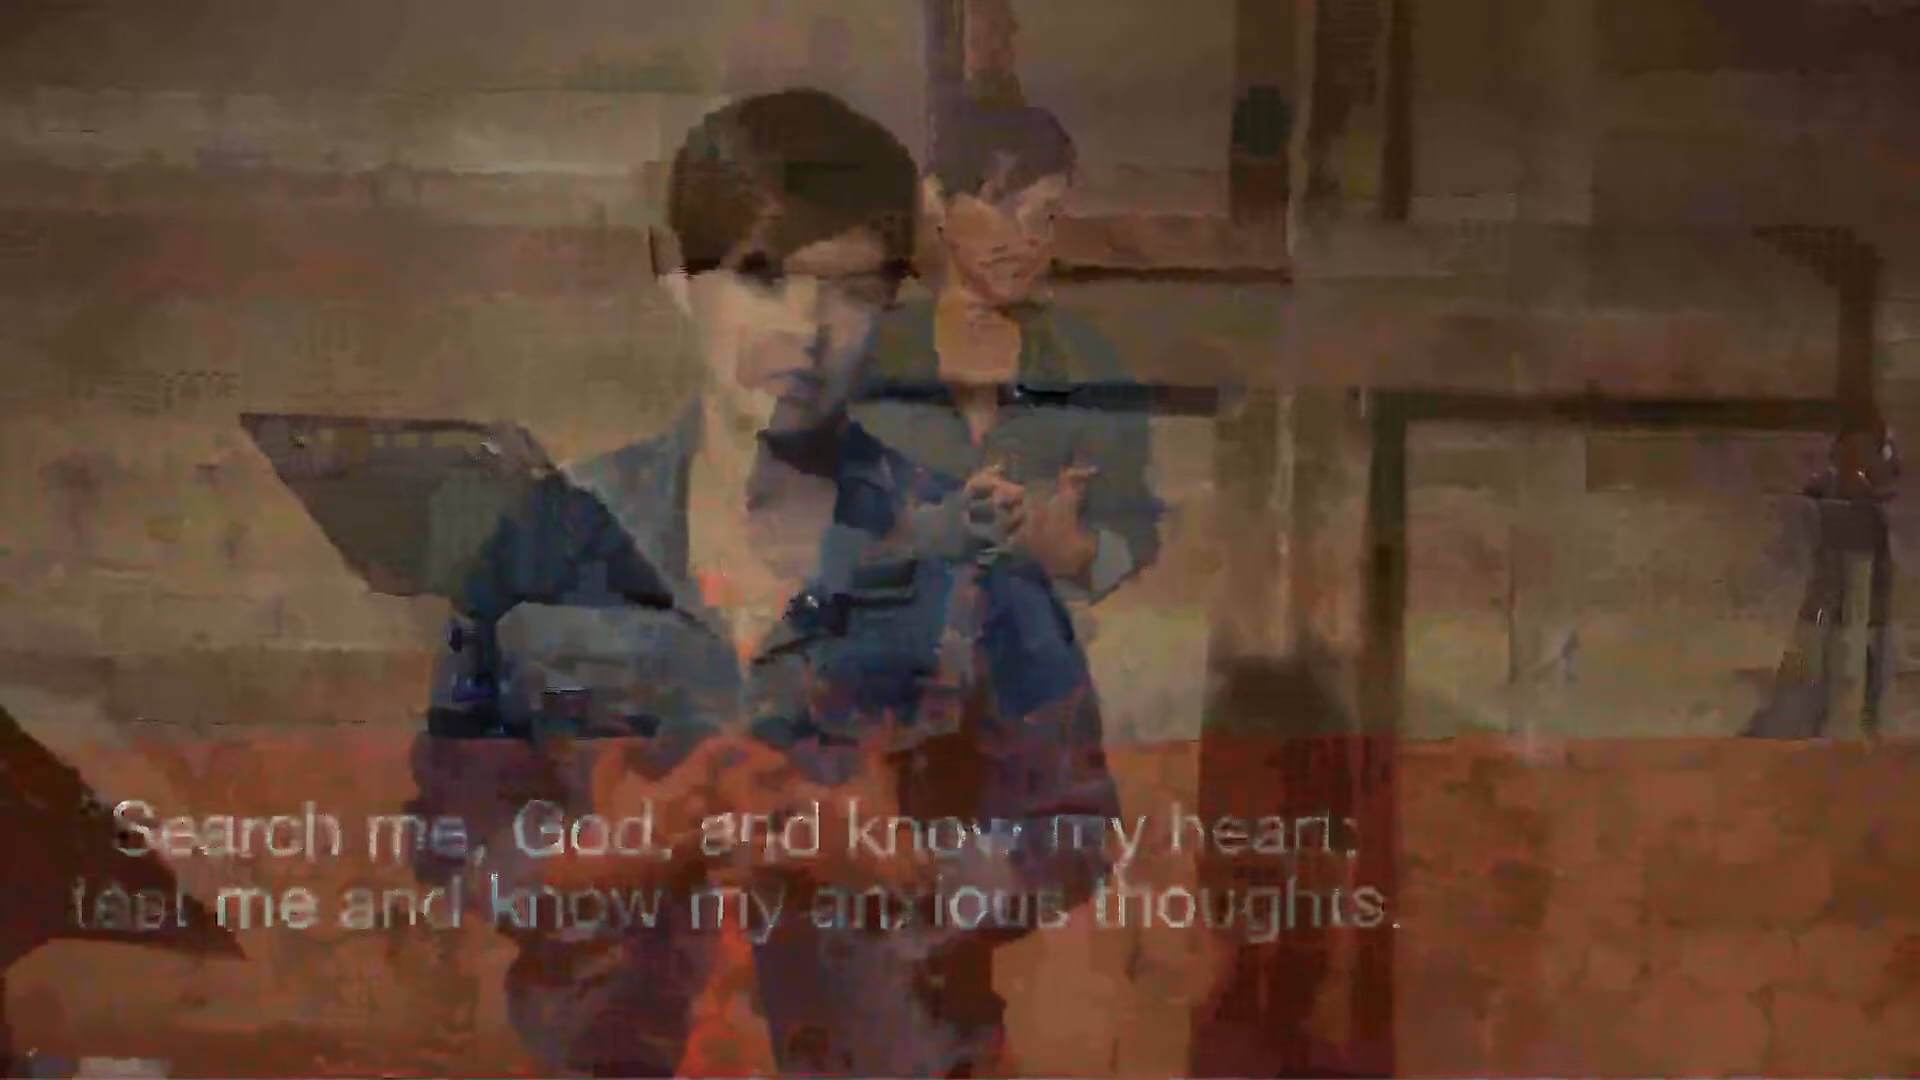 Search me, God, and know my heart;
test me and know my anxious thoughts.